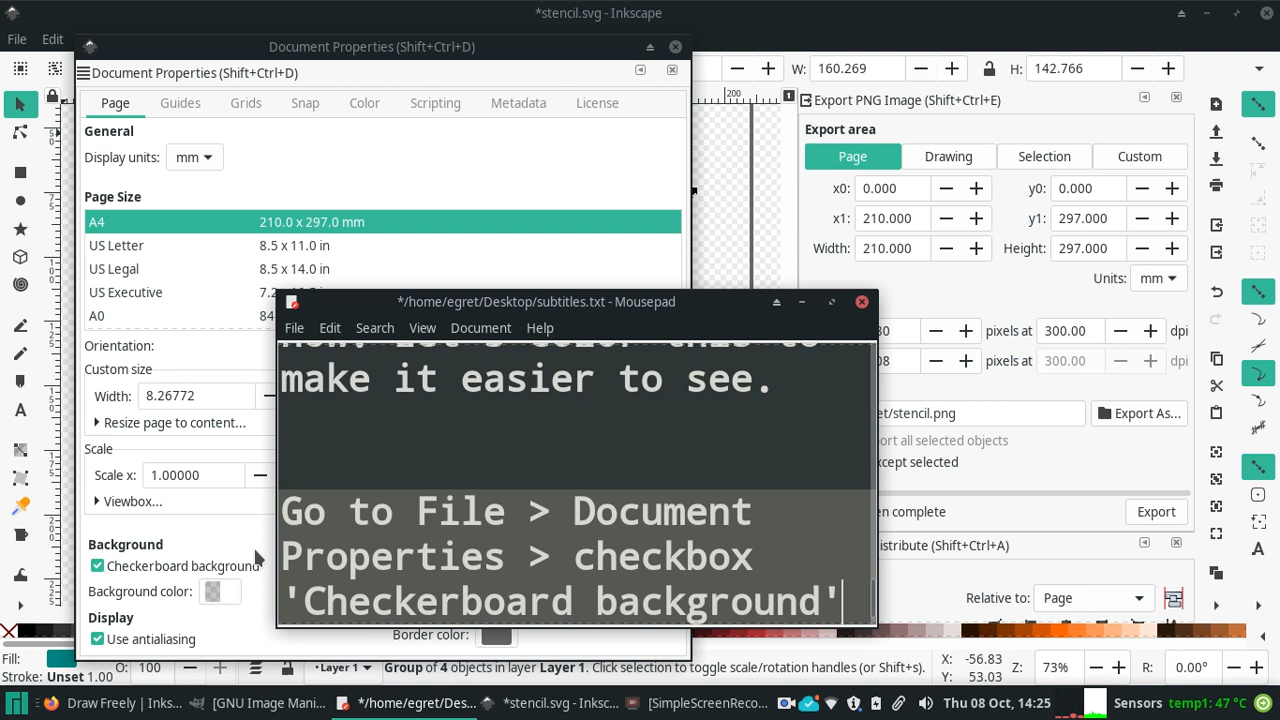 *stencil.svg - Inkscape
File Edit
Document Properties (Shift+Ctrl+D)
Document Properties (Shift+Ctrl+D)
Page Guides Grids Snap Color Scripting Metadata License
General
Display units: mm
Page Size
A4 210.0 x 297.0 mm
US Letter 8.5 x 11.0 in
US Legal 8.5 x 14.0 in
US Executive
A0
Orientation:
Custom size
Width: 8.26772
Resize page to content...
Scale
Scale x: 1.00000
Viewbox...
Background
Checkerboard background
Background color:
Display
Use antialiasing
Border color:
200
1
W: 160.269 H: 142.766
Export PNG Image (Shift+Ctrl+E)
Export area
Page Drawing Selection Custom
x0: 0.000 y0: 0.000
x1: 210.000 y1: 297.000
Width: 210.000 Height: 297.000
Units: mm
pixels at 300.00 dpi
pixels at 300.00 dpi
et/stencil.png Export As...
ort all selected objects
xcept selected
en complete Export
istribute (Shift+Ctrl+A)
Relative to: Page
*/home/egret/Desktop/subtitles.txt - Mousepad
File Edit Search View Document Help
make it easier to see.
Go to File > Document
Properties > checkbox
'Checkerboard background'
Fill:
Stroke: Unset 1.00
O: 100
Layer 1
Group of 4 objects in layer Layer 1. Click selection to toggle scale/rotation handles (or Shift+s).
X: -56.83
Y: 53.03
Z: 73%
R: 0.00°
Draw Freely | Inks... [GNU Image Mani... */home/egret/Des... *stencil.svg - Inksc... [SimpleScreenReco... Thu 08 Oct, 14:25 Sensors temp1: 47 °C